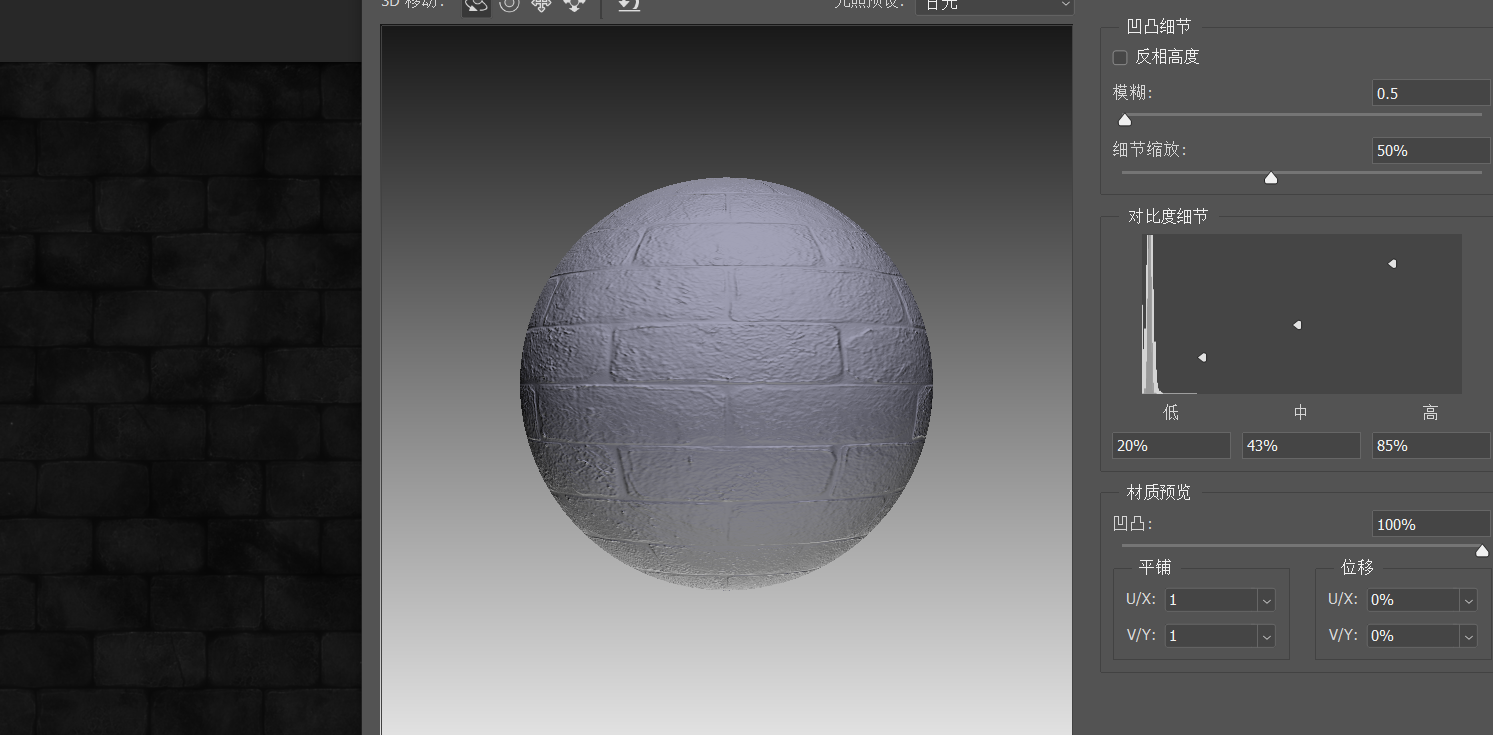 3D 移动:
光照预设: 日光
凹凸细节
反相高度
模糊: 0.5
细节缩放: 50%
对比度细节
低 中 高
20% 43% 85%
材质预览
凹凸: 100%
平铺 位移
U/X: 1 U/X: 0%
V/Y: 1 V/Y: 0%